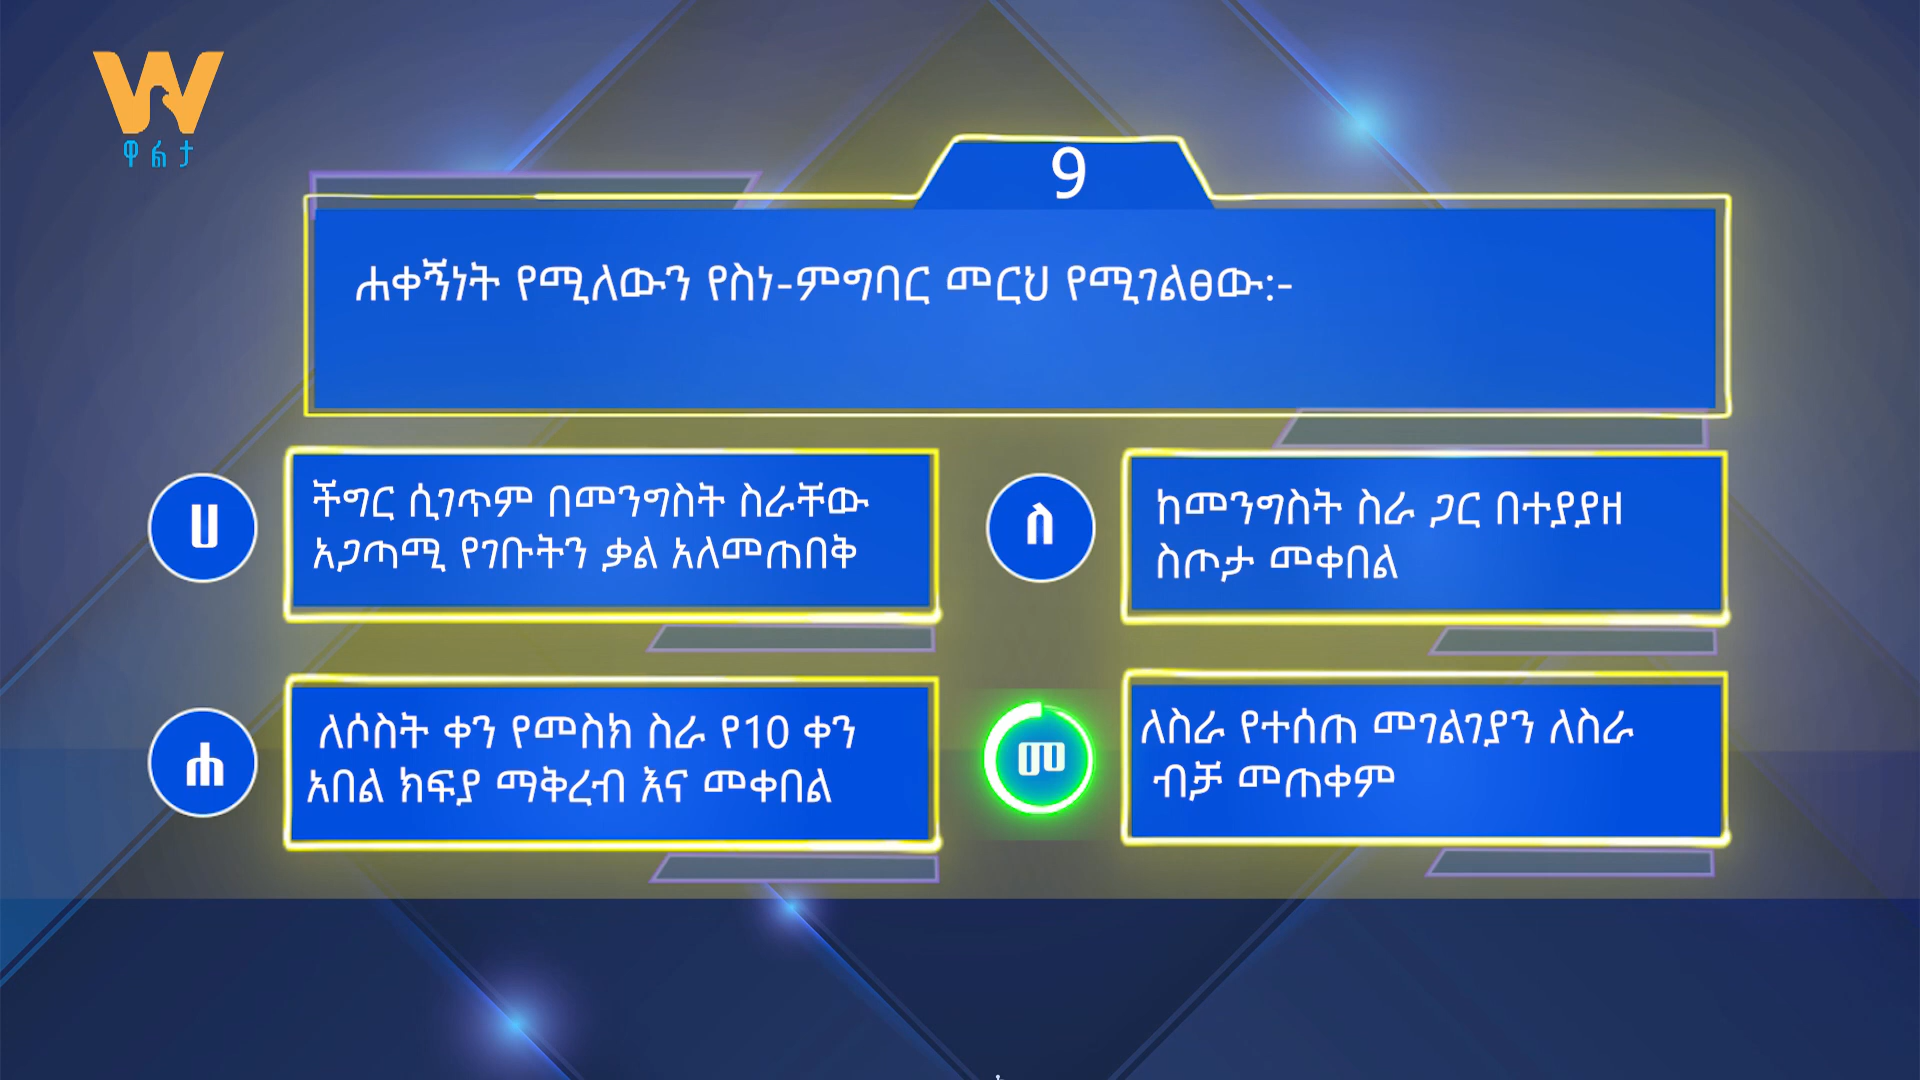 ዋልታ
9
ሐቀኝነት የሚለውን የስነ-ምግባር መርህ የሚገልፀው:-
ሀ
ችግር ሲገጥም በመንግስት ስራቸው
አጋጣሚ የገቡትን ቃል አለመጠበቅ
ለ
ከመንግስት ስራ ጋር በተያያዘ
ስጦታ መቀበል
ሐ
ለሶስት ቀን የመስክ ስራ የ10 ቀን
አበል ክፍያ ማቅረብ እና መቀበል
መ
ለስራ የተሰጠ መገልገያን ለስራ
ብቻ መጠቀም